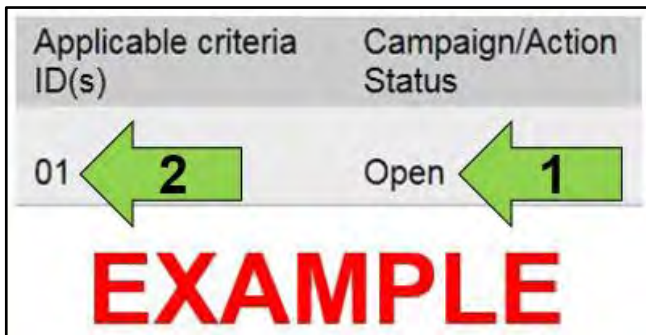 Applicable criteria Campaign/Action
ID(s) Status
01 2 Open 1
EXAMPLE